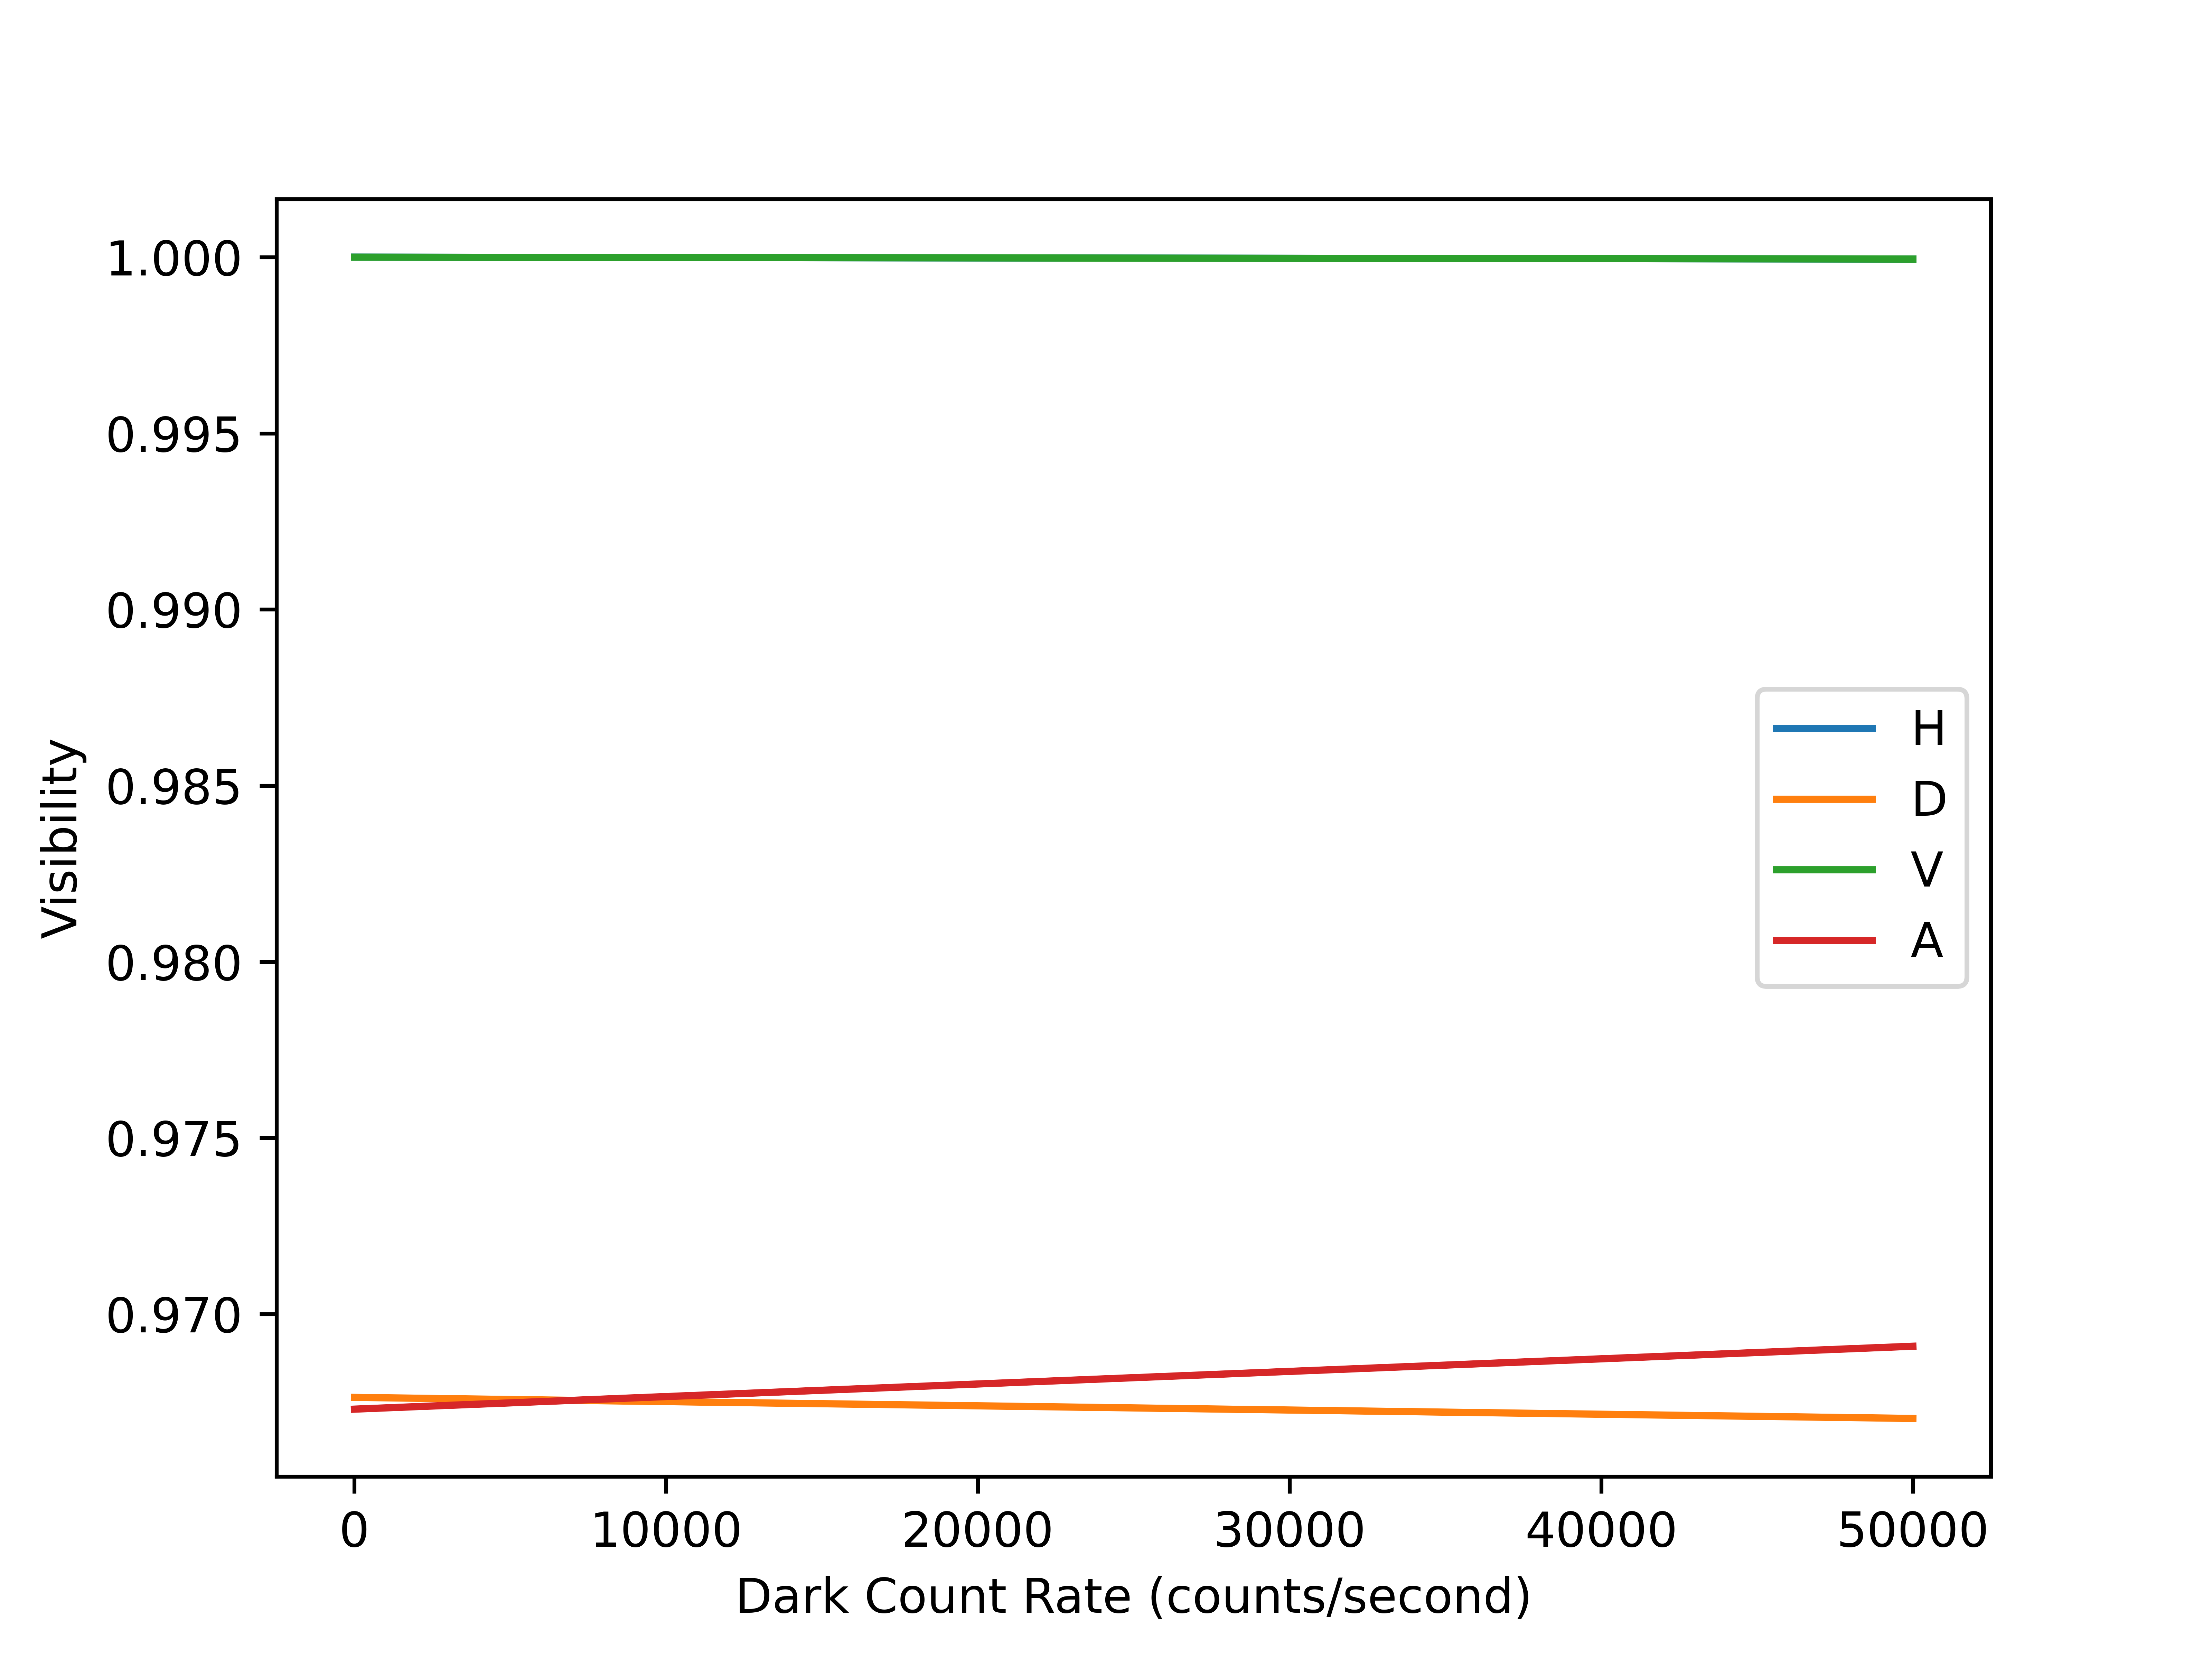 1.000
0.995
0.990
0.985
0.980
0.975
0.970
Visibility
H
D
V
A
0 10000 20000 30000 40000 50000
Dark Count Rate (counts/second)